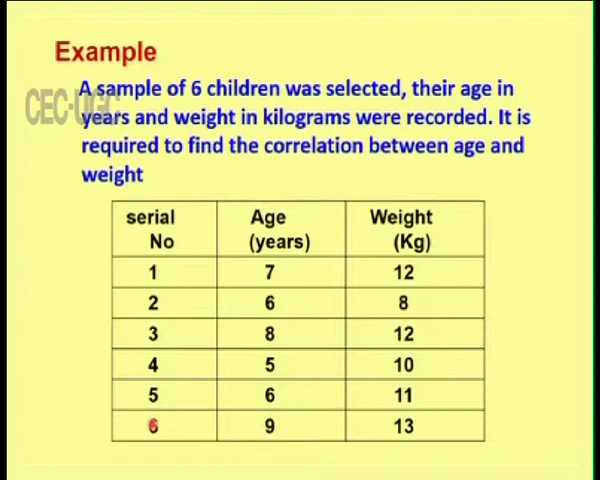 Example
A sample of 6 children was selected, their age in
CEC-UGC
years and weight in kilograms were recorded. It is
required to find the correlation between age and
weight
serial No Age (years) Weight (Kg)
1 7 12
2 6 8
3 8 12
4 5 10
5 6 11
6 9 13